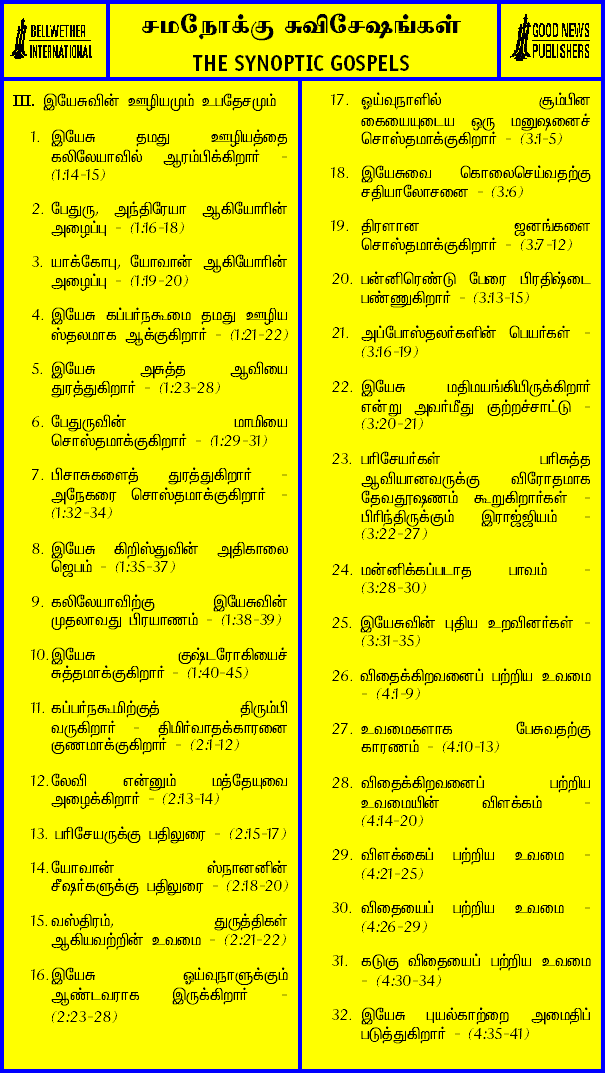 BELLWETHER
INTERNATIONAL
சமநோக்கு சுவிசேஷங்கள்
THE SYNOPTIC GOSPELS
GOOD NEWS
PUBLISHERS
III. இயேசுவின் ஊழியமும் உபதேசமும்
1. இயேசு தமது ஊழியத்தை
கலிலேயாவில் ஆரம்பிக்கிறார் -
(1:14-15)
2. பேதுரு, அந்திரேயா ஆகியோரின்
அழைப்பு - (1:16-18)
3. யாக்கோபு, யோவான் ஆகியோரின்
அழைப்பு - (1:19-20)
4. இயேசு கப்பர்நகூமை தமது ஊழிய
ஸ்தலமாக ஆக்குகிறார் - (1:21-22)
5. இயேசு அசுத்த ஆவியை
துரத்துகிறார் - (1:23-28)
6. பேதுருவின் மாமியை
சொஸ்தமாக்குகிறார் - (1:29-31)
7. பிசாசுகளைத் துரத்துகிறார் -
அநேகரை சொஸ்தமாக்குகிறார் -
(1:32-34)
8. இயேசு கிறிஸ்துவின் அதிகாலை
ஜெபம் - (1:35-37)
9. கலிலேயாவிற்கு இயேசுவின்
முதலாவது பிரயாணம் - (1:38-39)
10. இயேசு குஷ்டரோகியைச்
சுத்தமாக்குகிறார் - (1:40-45)
11. கப்பர்நகூமிற்குத் திரும்பி
வருகிறார் - திமிர்வாதக்காரனை
குணமாக்குகிறார் - (2:1-12)
12. லேவி என்னும் மத்தேயுவை
அழைக்கிறார் - (2:13-14)
13. பரிசேயருக்கு பதிலுரை - (2:15-17)
14. யோவான் ஸ்நானனின்
சீஷர்களுக்கு பதிலுரை - (2:18-20)
15. வஸ்திரம், துருத்திகள்
ஆகியவற்றின் உவமை - (2:21-22)
16. இயேசு ஓய்வுநாளுக்கும்
ஆண்டவராக இருக்கிறார் -
(2:23-28)
17. ஓய்வுநாளில் சூம்பின
கையையுடைய ஒரு மனுஷனைச்
சொஸ்தமாக்குகிறார் - (3:1-5)
18. இயேசுவை கொலைசெய்வதற்கு
சதியாலோசனை - (3:6)
19. திரளான ஜனங்களை
சொஸ்தமாக்குகிறார் - (3:7-12)
20. பன்னிரெண்டு பேரை பிரதிஷ்டை
பண்ணுகிறார் - (3:13-15)
21. அப்போஸ்தலர்களின் பெயர்கள் -
(3:16-19)
22. இயேசு மதிமயங்கியிருக்கிறார்
என்று அவர்மீது குற்றச்சாட்டு -
(3:20-21)
23. பரிசேயர்கள் பரிசுத்த
ஆவியானவருக்கு விரோதமாக
தேவதூஷணம் கூறுகிறார்கள் -
பிரிந்திருக்கும் இராஜ்ஜியம் -
(3:22-27)
24. மன்னிக்கப்படாத பாவம் -
(3:28-30)
25. இயேசுவின் புதிய உறவினர்கள் -
(3:31-35)
26. விதைக்கிறவனைப் பற்றிய உவமை
- (4:1-9)
27. உவமைகளாக பேசுவதற்கு
காரணம் - (4:10-13)
28. விதைக்கிறவனைப் பற்றிய
உவமையின் விளக்கம் -
(4:14-20)
29. விளக்கைப் பற்றிய உவமை -
(4:21-25)
30. விதையைப் பற்றிய உவமை -
(4:26-29)
31. கடுகு விதையைப் பற்றிய உவமை
- (4:30-34)
32. இயேசு புயல்காற்றை அமைதிப்
படுத்துகிறார் - (4:35-41)